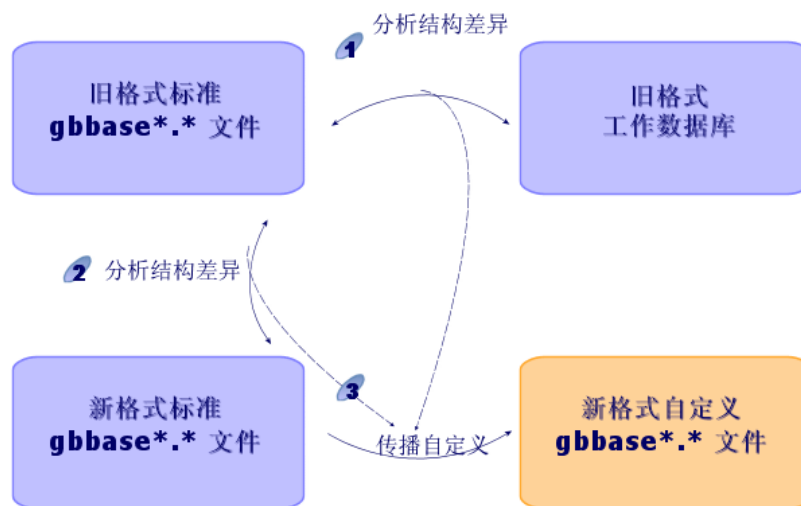 1 分析结构差异
旧格式标准
gbbase*.* 文件
旧格式
工作数据库
2 分析结构差异
3
新格式标准
gbbase*.* 文件
传播自定义
新格式自定义
gbbase*.* 文件